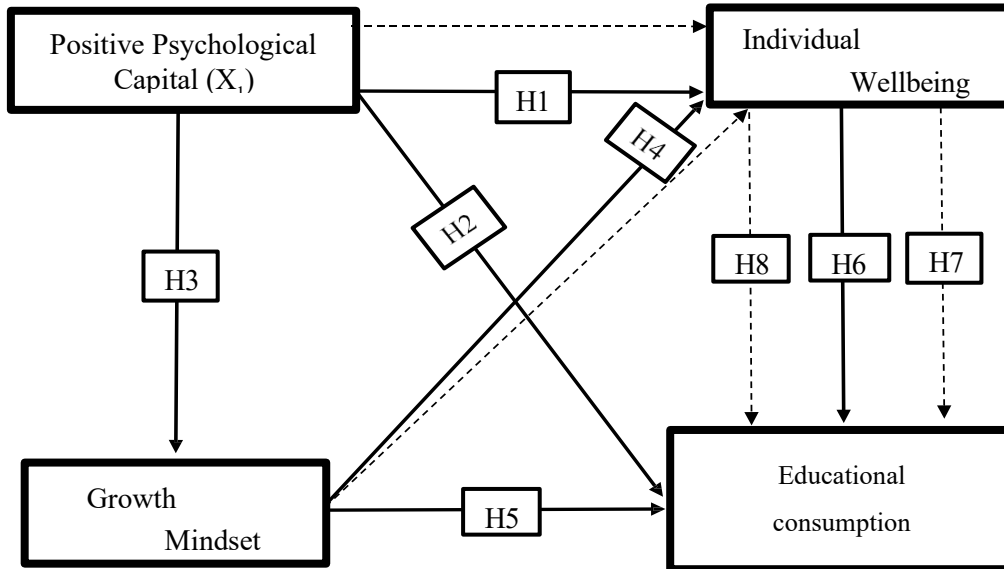 Positive Psychological
Capital (X1)
Individual
Wellbeing
H1
H4
H2
H3
H8
H6
H7
Growth
Mindset
H5
Educational
consumption